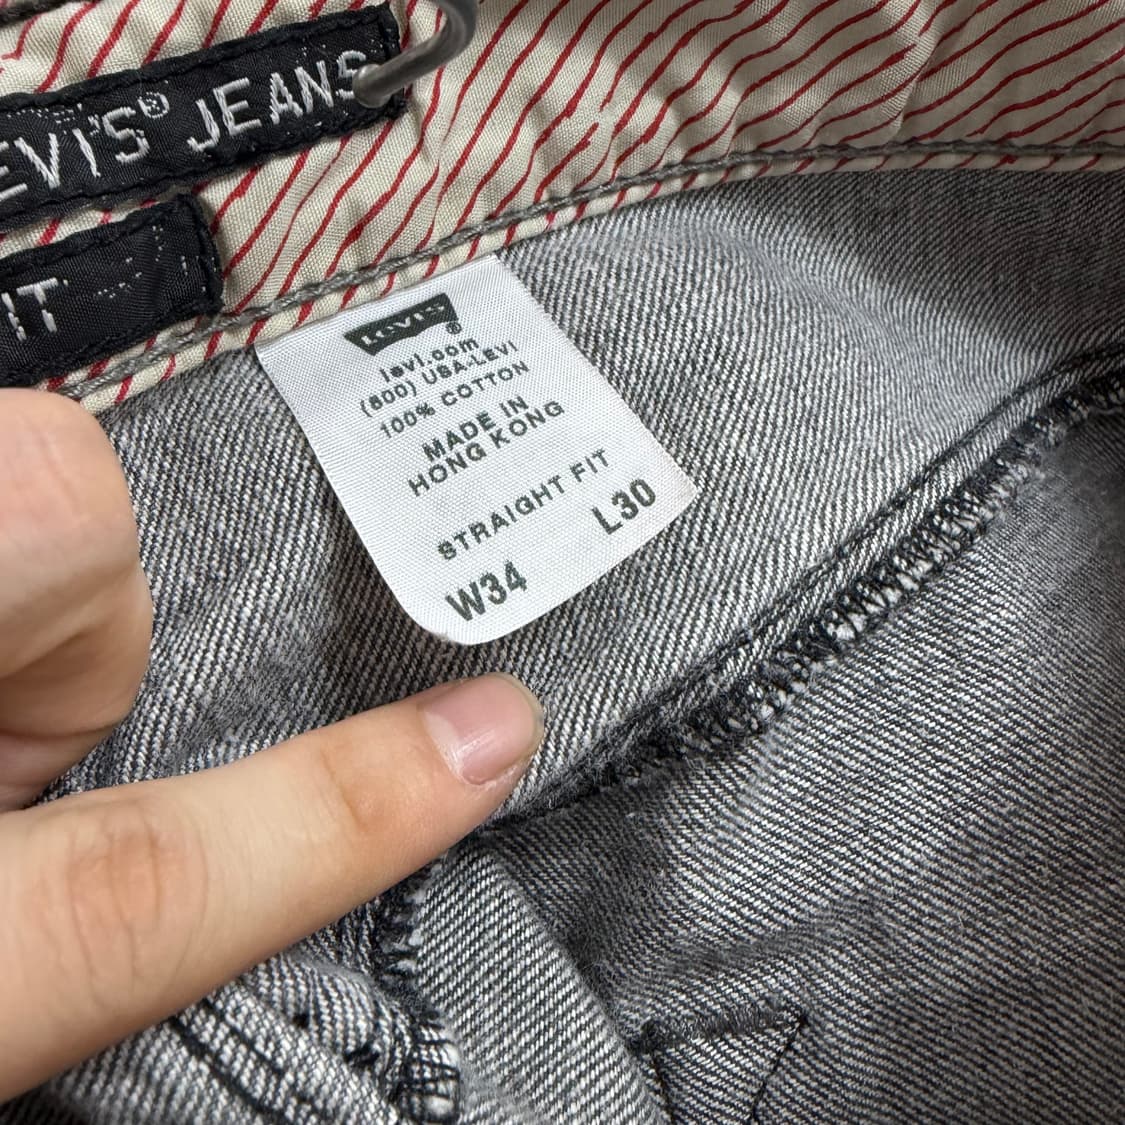 EVI'S® JEANS
IT
Levi's®
levi.com
(800) USA-LEVI
100% COTTON
MADE IN
HONG KONG
STRAIGHT FIT
W34 L30